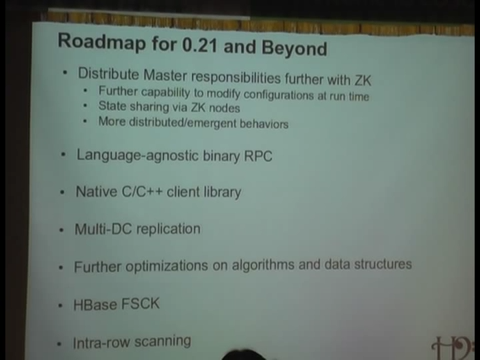 Roadmap for 0.21 and Beyond
• Distribute Master responsibilities further with ZK
• Further capability to modify configurations at run time
• State sharing via ZK nodes
• More distributed/emergent behaviors
• Language-agnostic binary RPC
• Native C/C++ client library
• Multi-DC replication
• Further optimizations on algorithms and data structures
• HBase FSCK
• Intra-row scanning